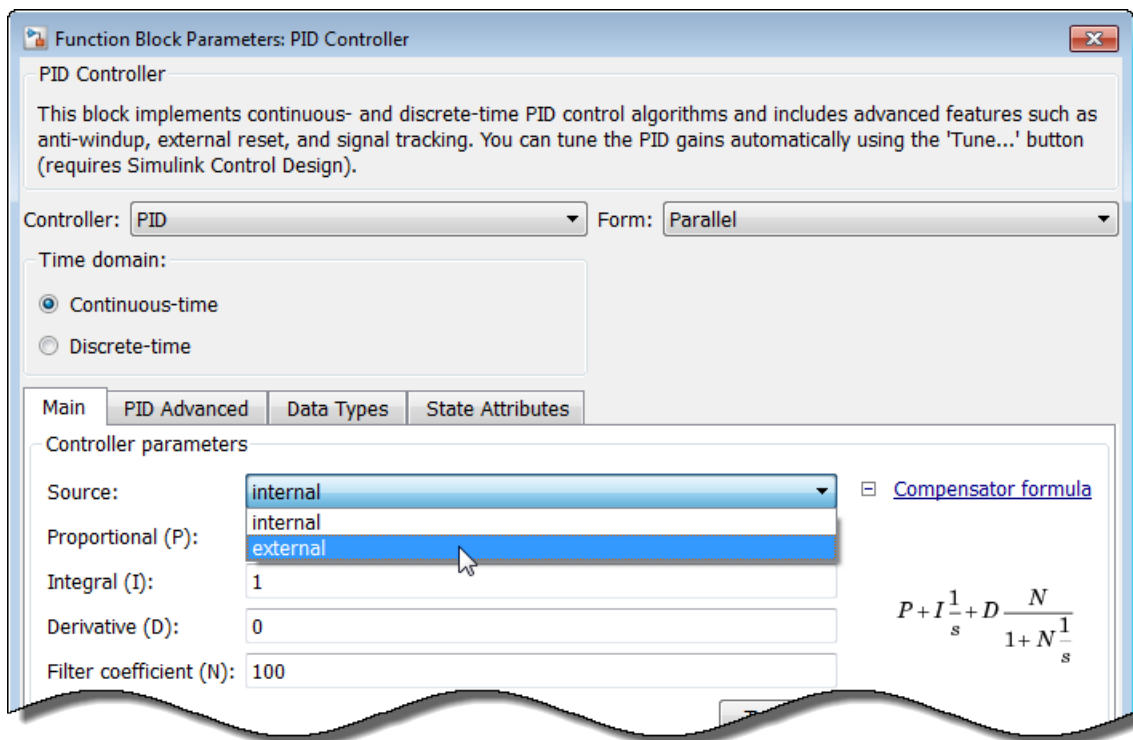 Function Block Parameters: PID Controller
PID Controller
This block implements continuous- and discrete-time PID control algorithms and includes advanced features such as
anti-windup, external reset, and signal tracking. You can tune the PID gains automatically using the 'Tune...' button
(requires Simulink Control Design).
Controller: PID Form: Parallel
Time domain:
Continuous-time
Discrete-time
Main PID Advanced Data Types State Attributes
Controller parameters
Source: internal Compensator formula
internal
Proportional (P):
external
Integral (I): 1
P + I 1/s + D N/(1 + N 1/s)
Derivative (D): 0
Filter coefficient (N): 100